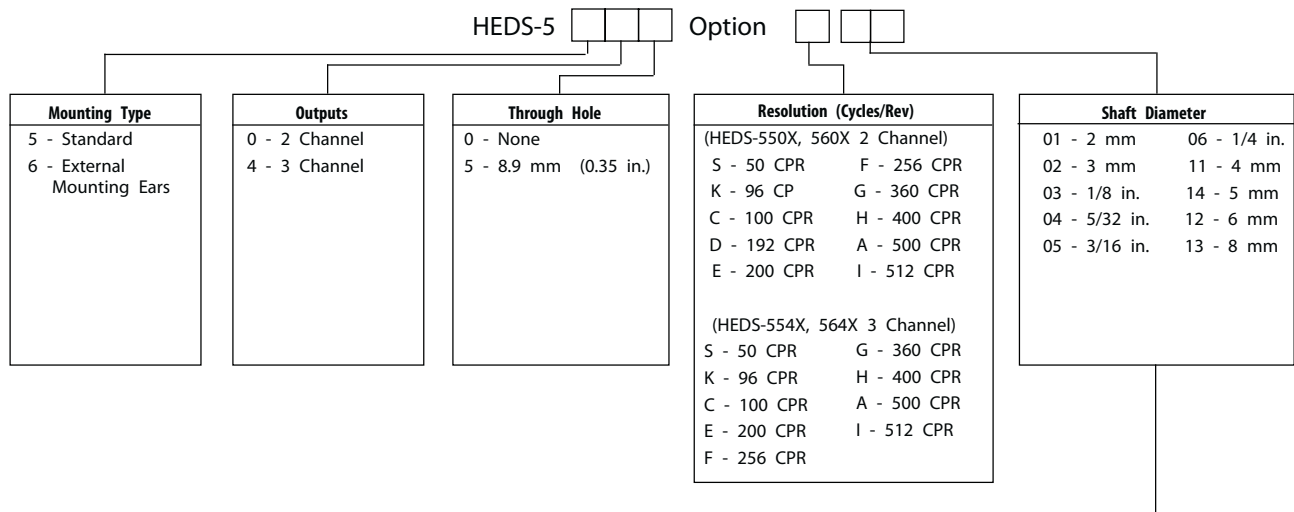 HEDS-5 Option
Mounting Type
5 - Standard
6 - External
Mounting Ears
Outputs
0 - 2 Channel
4 - 3 Channel
Through Hole
0 - None
5 - 8.9 mm (0.35 in.)
Resolution (Cycles/Rev)
(HEDS-550X, 560X 2 Channel)
S - 50 CPR F - 256 CPR
K - 96 CP G - 360 CPR
C - 100 CPR H - 400 CPR
D - 192 CPR A - 500 CPR
E - 200 CPR I - 512 CPR
(HEDS-554X, 564X 3 Channel)
S - 50 CPR G - 360 CPR
K - 96 CPR H - 400 CPR
C - 100 CPR A - 500 CPR
E - 200 CPR I - 512 CPR
F - 256 CPR
Shaft Diameter
01 - 2 mm 06 - 1/4 in.
02 - 3 mm 11 - 4 mm
03 - 1/8 in. 14 - 5 mm
04 - 5/32 in. 12 - 6 mm
05 - 3/16 in. 13 - 8 mm